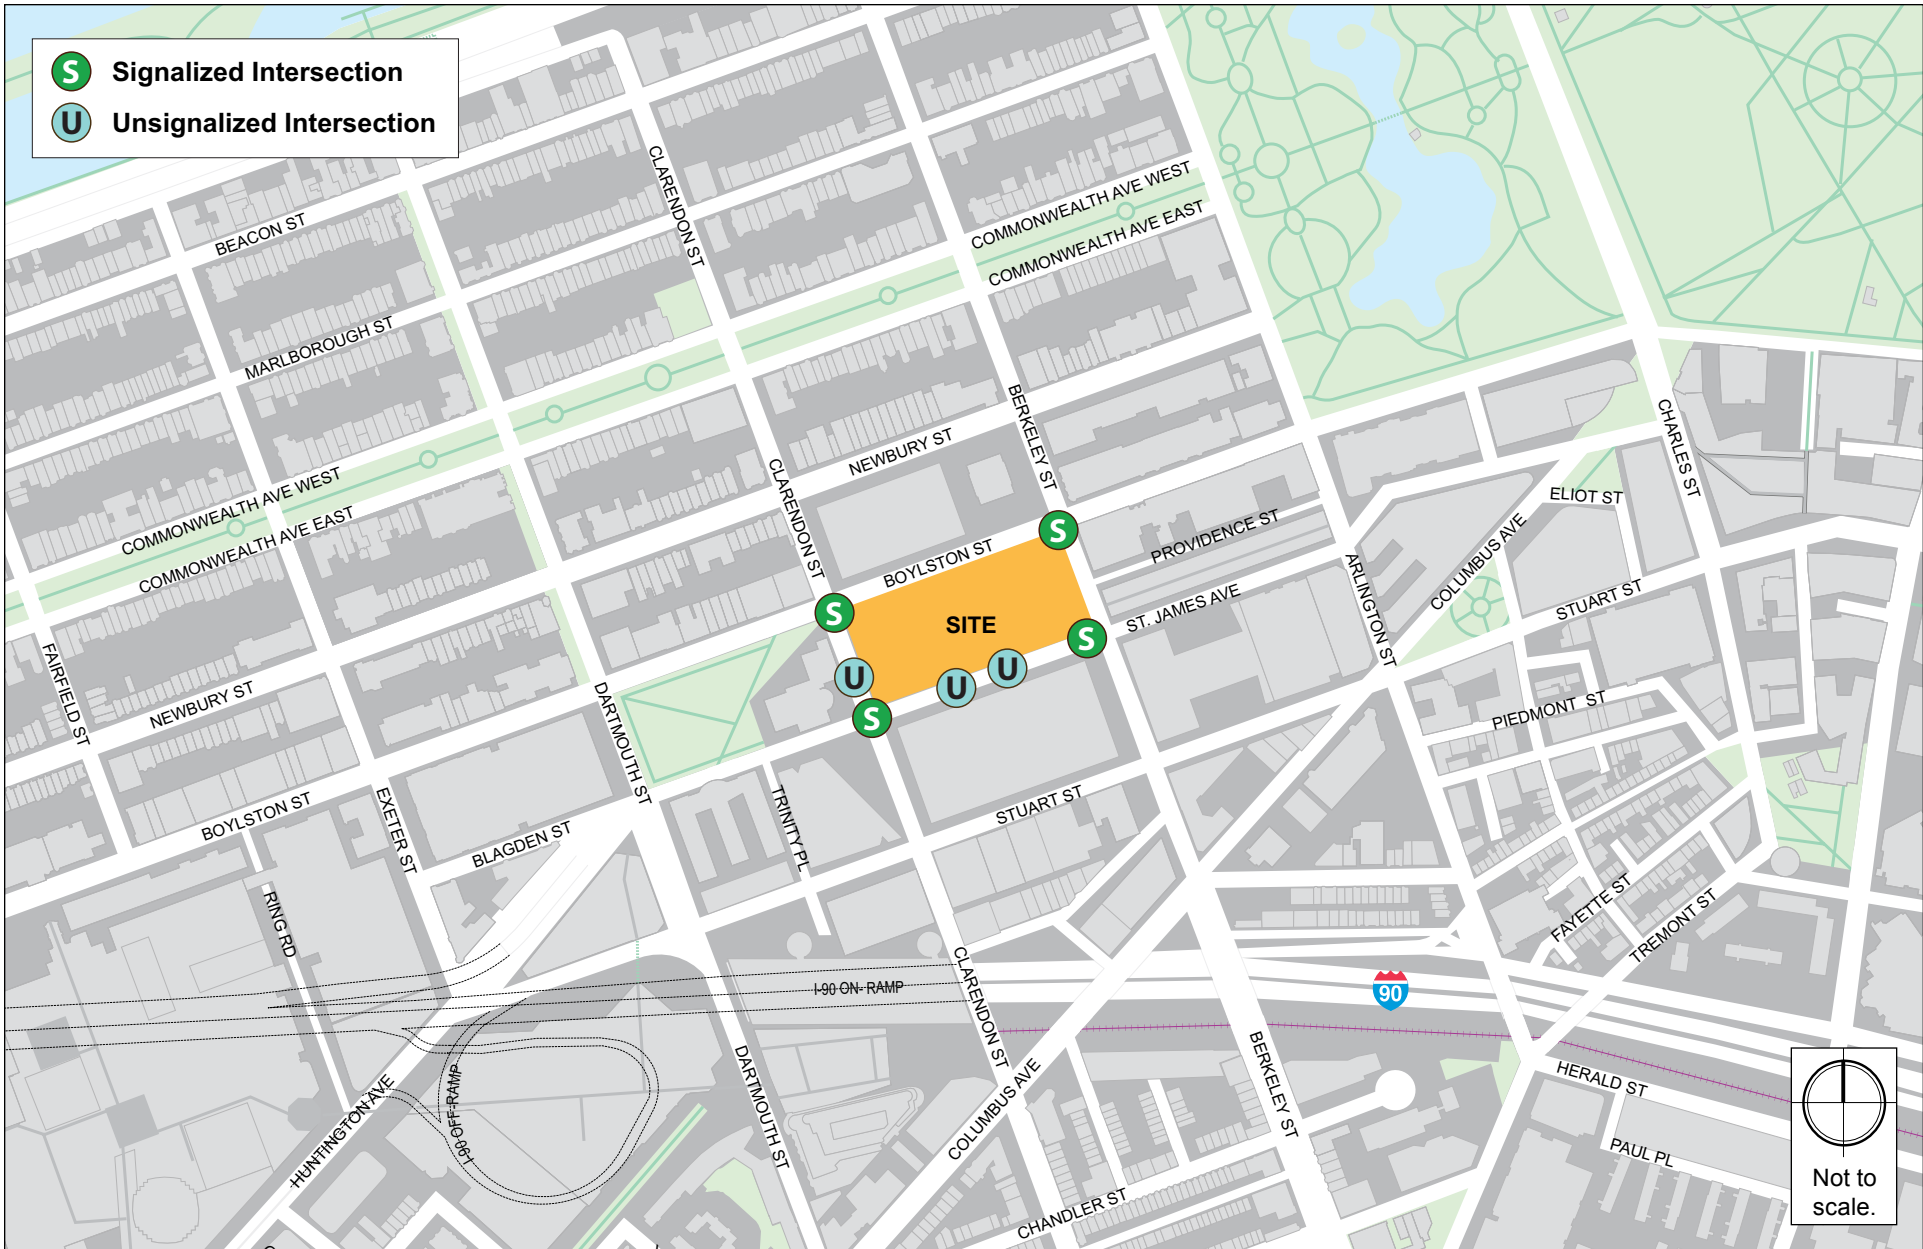 S Signalized Intersection
U Unsignalized Intersection
BEACON ST
CLARENDON ST
COMMONWEALTH AVE WEST
COMMONWEALTH AVE EAST
MARLBOROUGH ST
BERKELEY ST
CHARLES ST
NEWBURY ST
CLARENDON ST
COMMONWEALTH AVE WEST
COMMONWEALTH AVE EAST
ELIOT ST
COLUMBUS AVE
PROVIDENCE ST
BOYLSTON ST
S
S
SITE
ST. JAMES AVE
S
ARLINGTON ST
STUART ST
U
U
U
S
FAIRFIELD ST
NEWBURY ST
DARTMOUTH ST
PIEDMONT ST
TRINITY PL
STUART ST
BOYLSTON ST
EXETER ST
BLAGDEN ST
RING RD
FAYETTE ST
TREMONT ST
CLARENDON ST
I-90 ON-RAMP
90
I-90 OFF-RAMP
HUNTINGTON AVE
DARTMOUTH ST
COLUMBUS AVE
BERKELEY ST
HERALD ST
PAUL PL
CHANDLER ST
Not to
scale.